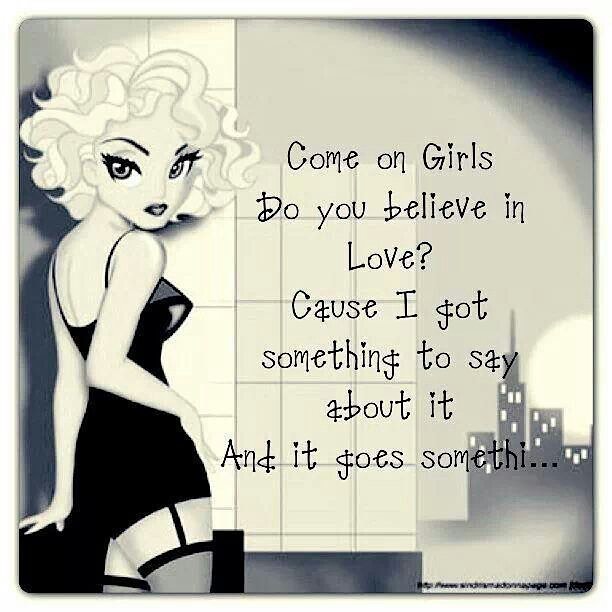 Come on Girls
Do you believe in
Love?
Cause I got
something to say
about it
And it goes somethi...